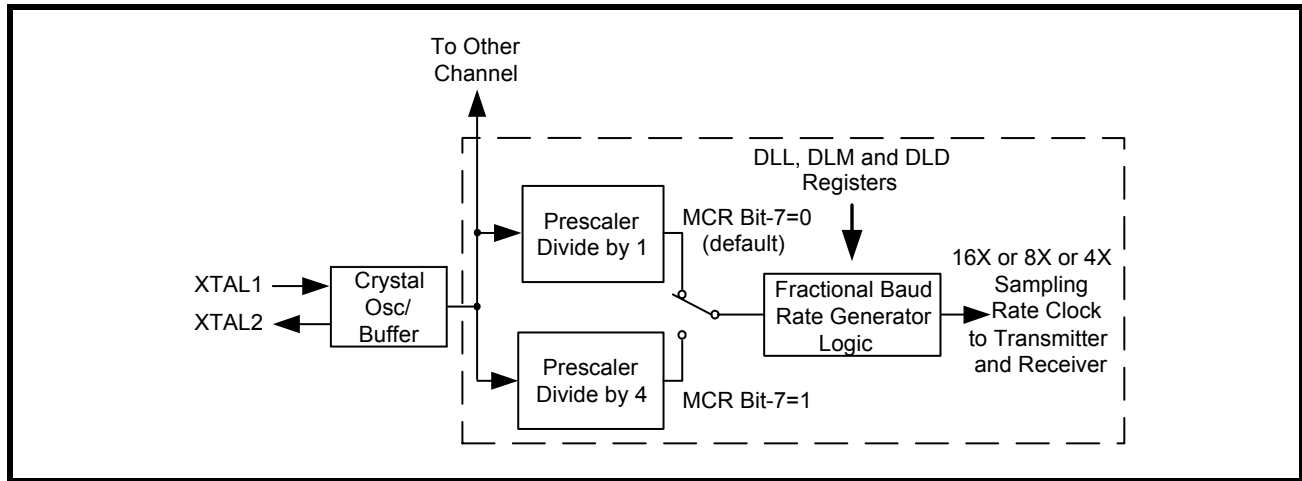 To Other
Channel
DLL, DLM and DLD
Registers
Prescaler
Divide by 1
MCR Bit-7=0
(default)
16X or 8X or 4X
Sampling
Rate Clock
to Transmitter
and Receiver
XTAL1
XTAL2
Crystal
Osc/
Buffer
Fractional Baud
Rate Generator
Logic
Prescaler
Divide by 4
MCR Bit-7=1